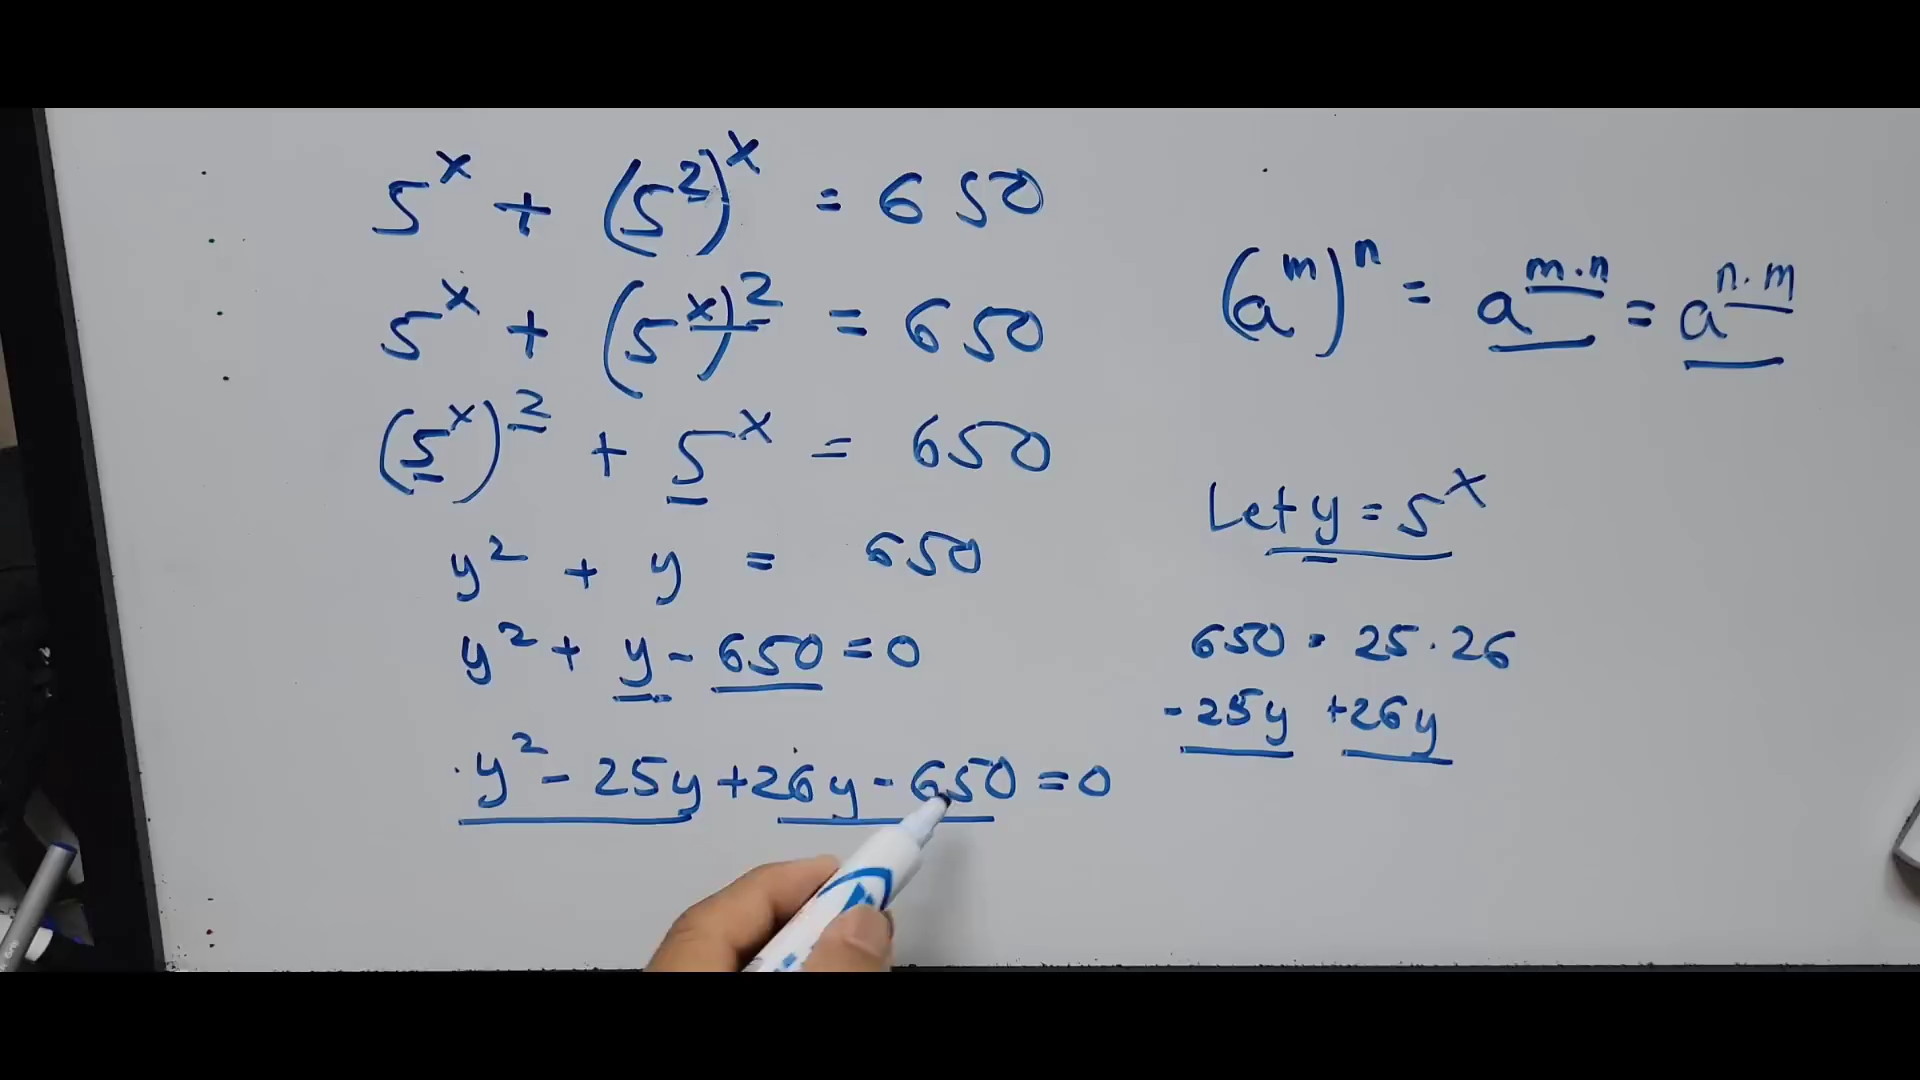 5^x + (5^2)^x = 650
5^x + (5^x)^2 = 650
(5^x)^2 + 5^x = 650
y^2 + y = 650
y^2 + y - 650 = 0
y^2 - 25y + 26y - 650 = 0
(a^m)^n = a^{m·n} = a^{n·m}
Let y = 5^x
650 = 25·26
-25y +26y